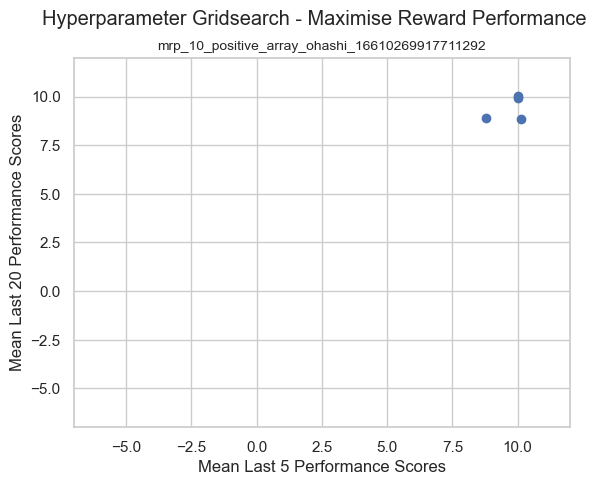 Hyperparameter Gridsearch - Maximise Reward Performance
mrp_10_positive_array_ohashi_16610269917711292
10.0
7.5
5.0
2.5
0.0
−2.5
−5.0
Mean Last 20 Performance Scores
−5.0 −2.5 0.0 2.5 5.0 7.5 10.0
Mean Last 5 Performance Scores